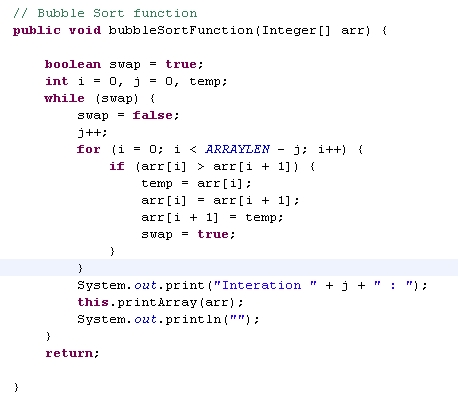 // Bubble Sort function
public void bubbleSortFunction(Integer[] arr) {
boolean swap = true;
int i = 0, j = 0, temp;
while (swap) {
swap = false;
j++;
for (i = 0; i < ARRAYLEN - j; i++) {
if (arr[i] > arr[i + 1]) {
temp = arr[i];
arr[i] = arr[i + 1];
arr[i + 1] = temp;
swap = true;
}
}
System.out.print("Interation " + j + " : ");
this.printArray(arr);
System.out.println("");
}
return;
}